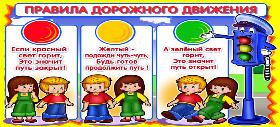 ПРАВИЛА ДОРОЖНОГО ДВИЖЕНИЯ
Если красный
свет горит,
Это значит
путь закрыт!
Желтый -
подожди чуть-чуть,
Будь готов
продолжить путь !
А зелёный свет
горит,
Это значит
путь открыт!